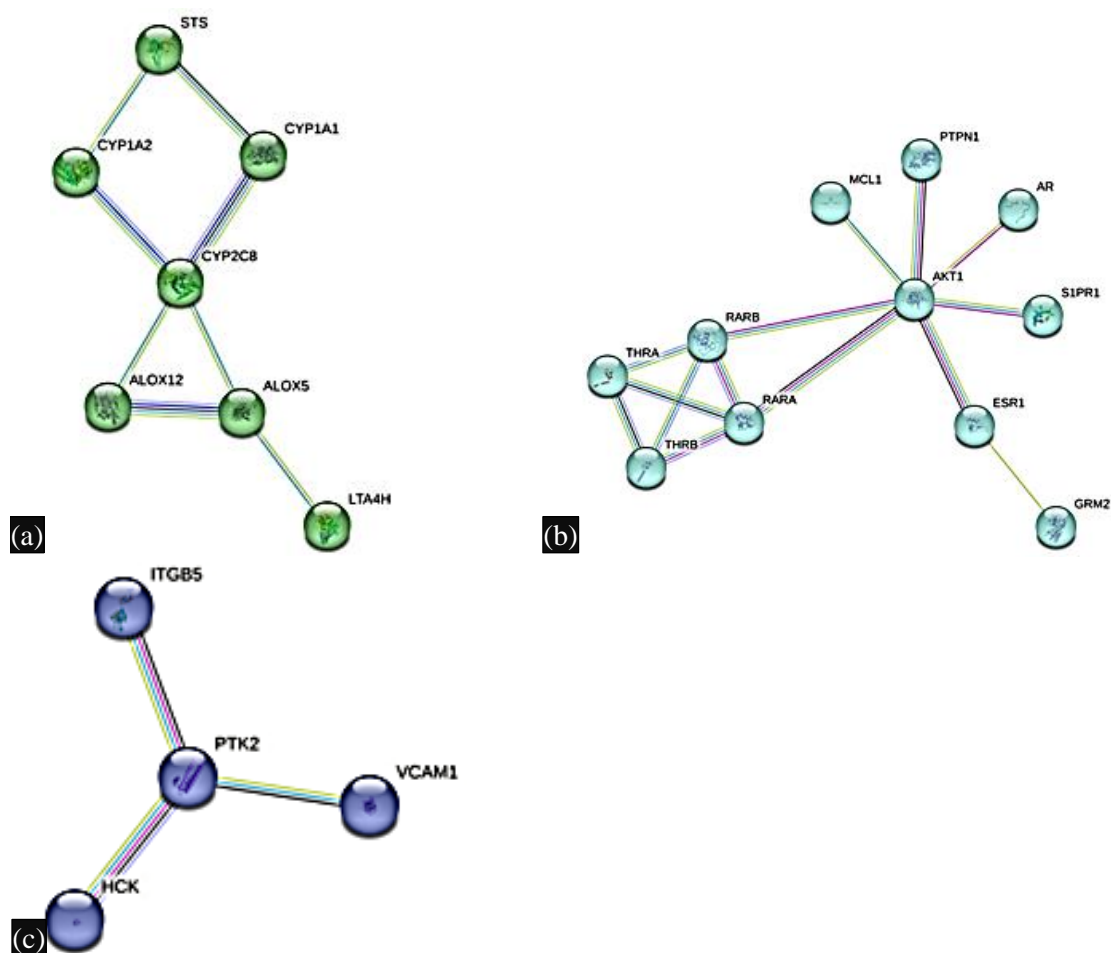 STS
CYP1A2
CYP1A1
CYP2C8
ALOX12
ALOX5
LTA4H
(a)
PTPN1
MCL1
AR
AKT1
S1PR1
RARB
THRA
RARA
ESR1
THRB
GRM2
(b)
ITGB5
PTK2
VCAM1
HCK
(c)